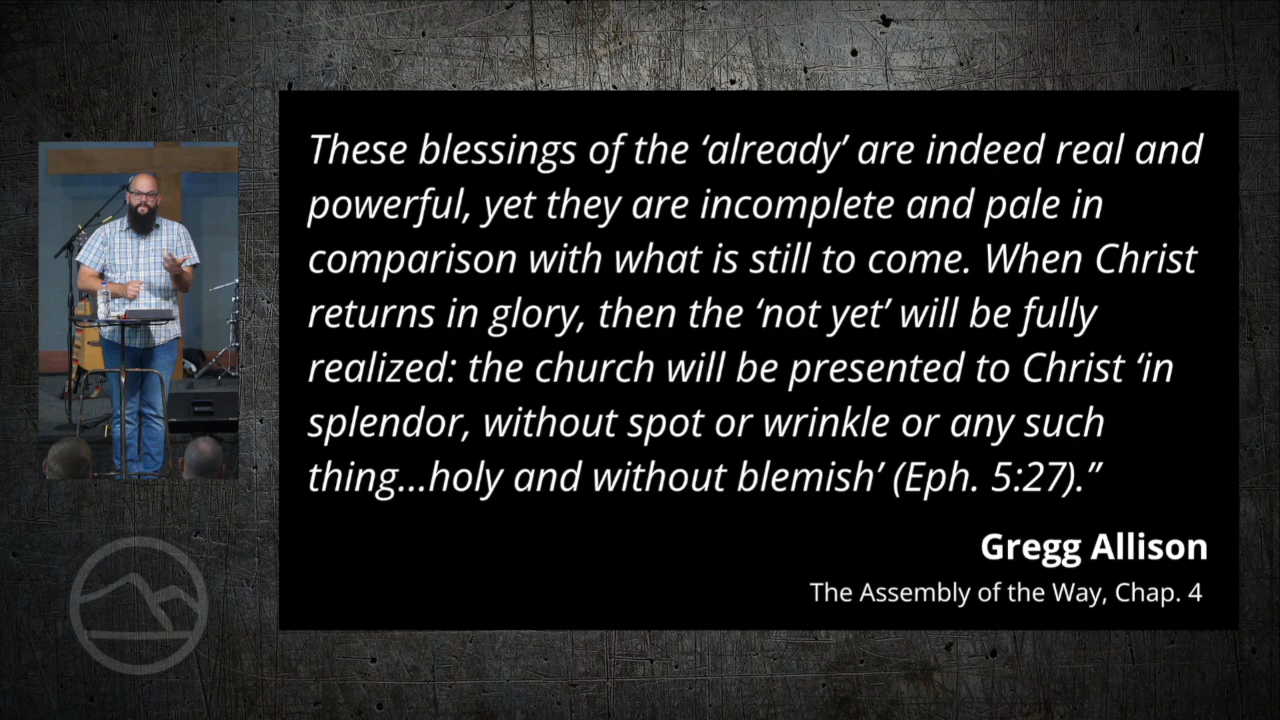 These blessings of the ‘already’ are indeed real and
powerful, yet they are incomplete and pale in
comparison with what is still to come. When Christ
returns in glory, then the ‘not yet’ will be fully
realized: the church will be presented to Christ ‘in
splendor, without spot or wrinkle or any such
thing...holy and without blemish’ (Eph. 5:27).”
Gregg Allison
The Assembly of the Way, Chap. 4